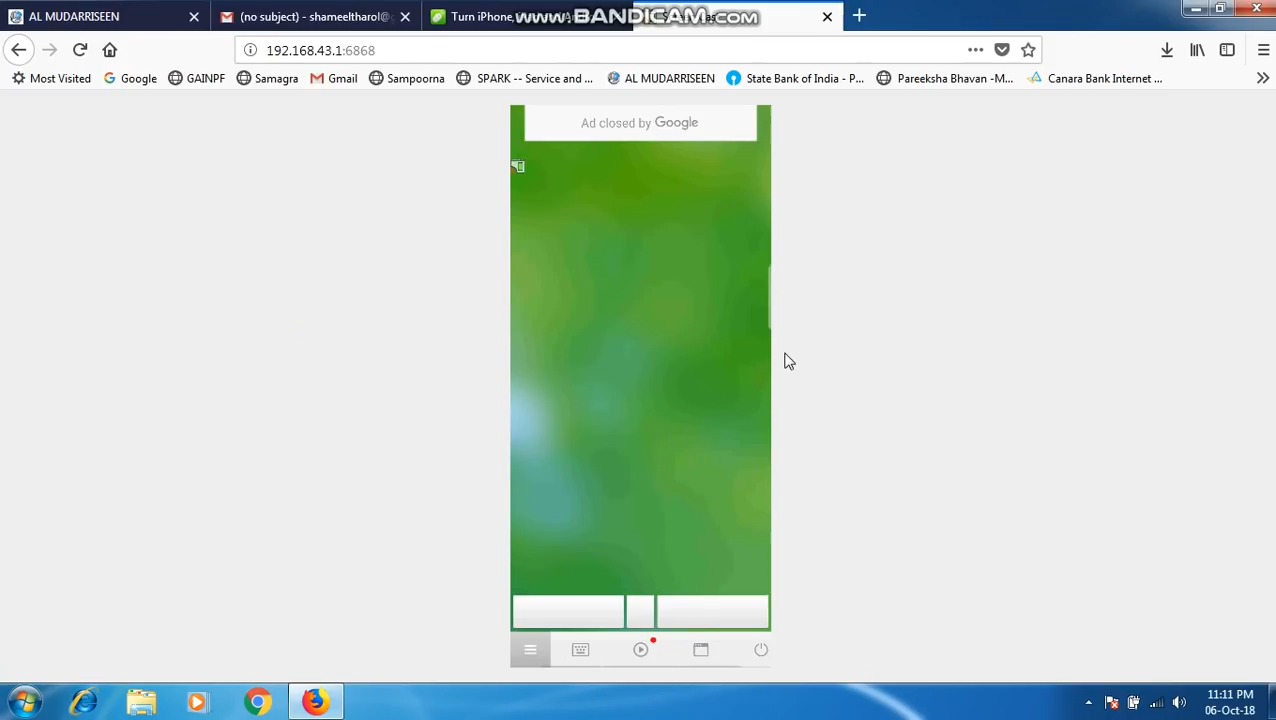 AL MUDARRISEEN
(no subject) - shameeltharol@
Turn iPhone,
www.BANDICAM.com
192.168.43.1:6868
Most Visited
Google
GAINPF
Samagra
Gmail
Sampoorna
SPARK -- Service and ...
AL MUDARRISEEN
State Bank of India - P...
Pareeksha Bhavan -M...
Canara Bank Internet ...
Ad closed by Google
11:11 PM
06-Oct-18